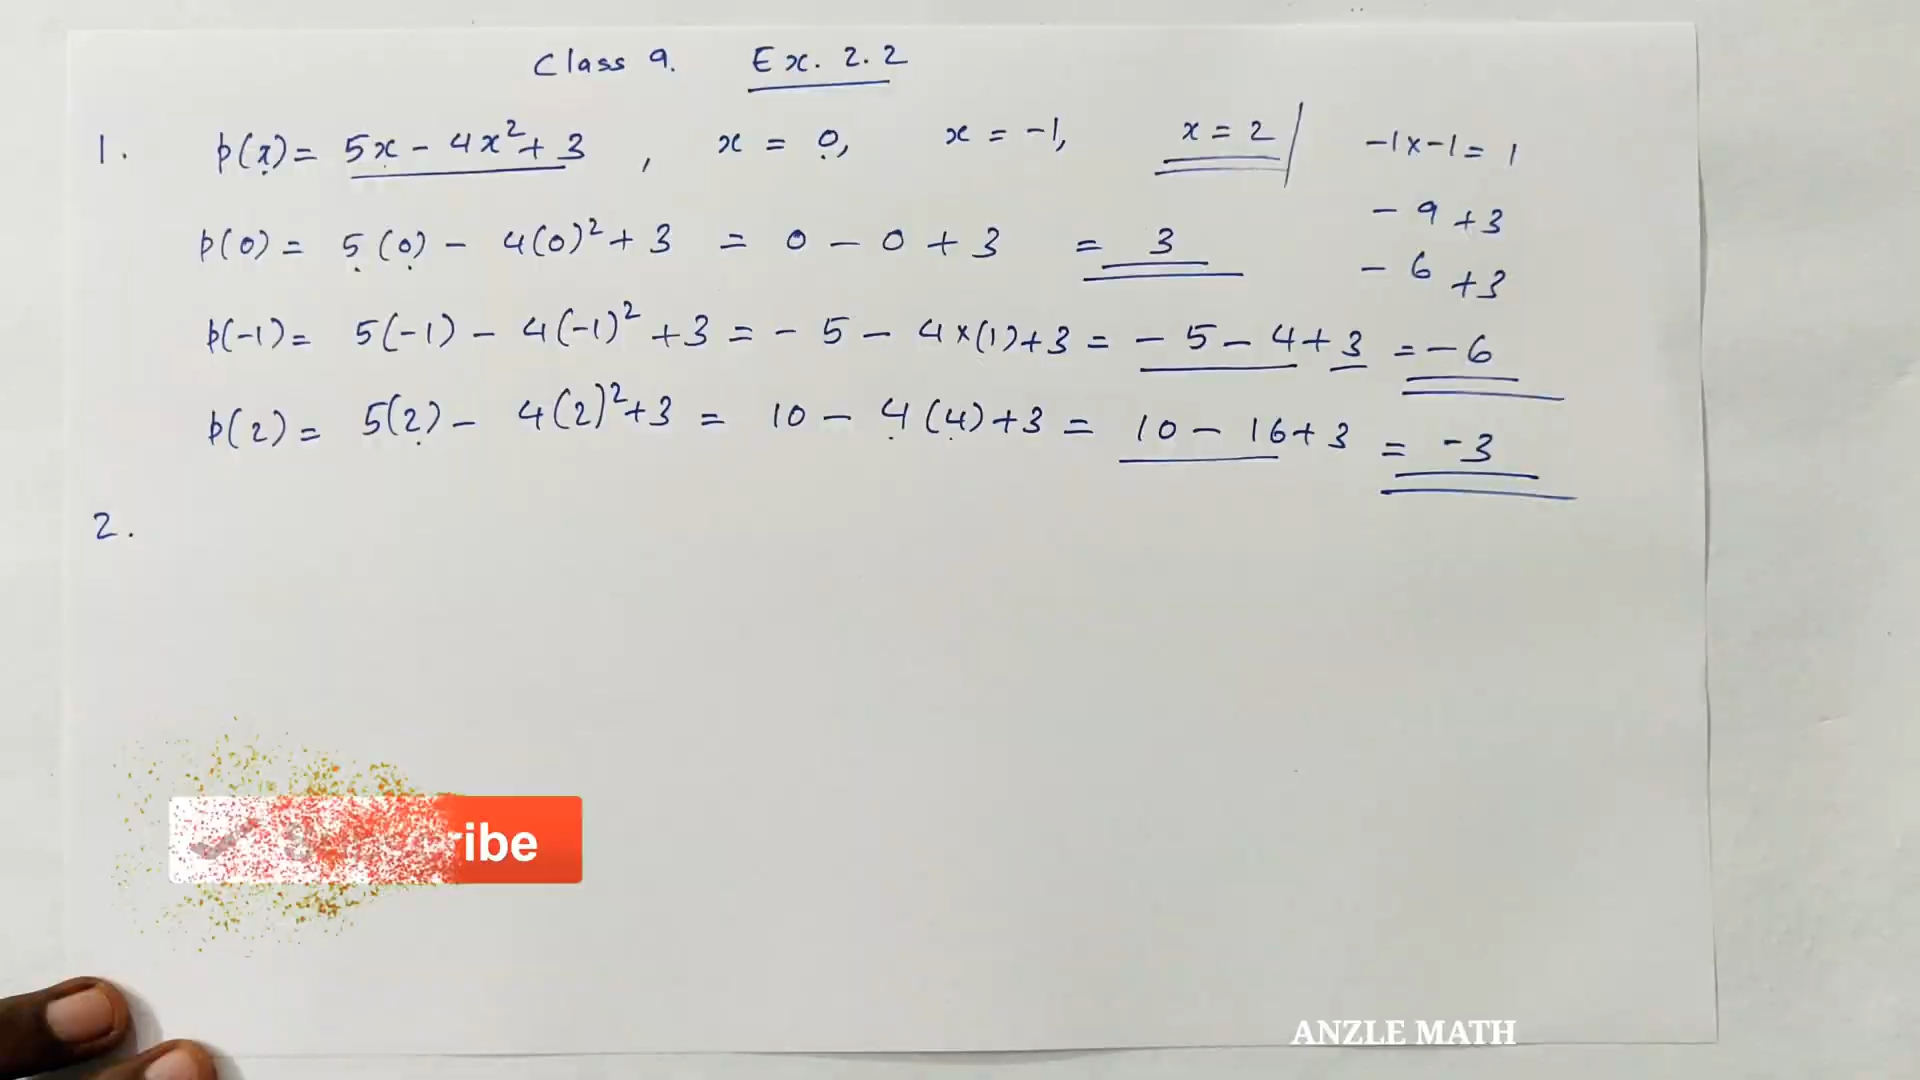 Class 9. Ex. 2.2
1. p(x) = 5x - 4x² + 3 , x = 0, x = -1, x = 2
-1 x -1 = 1
- 9 + 3
p(0) = 5(0) - 4(0)² + 3 = 0 - 0 + 3 = 3
- 6 + 3
p(-1) = 5(-1) - 4(-1)² + 3 = - 5 - 4×(1) + 3 = - 5 - 4 + 3 = - 6
p(2) = 5(2) - 4(2)² + 3 = 10 - 4(4) + 3 = 10 - 16 + 3 = -3
2.
ribe
ANZLE MATH